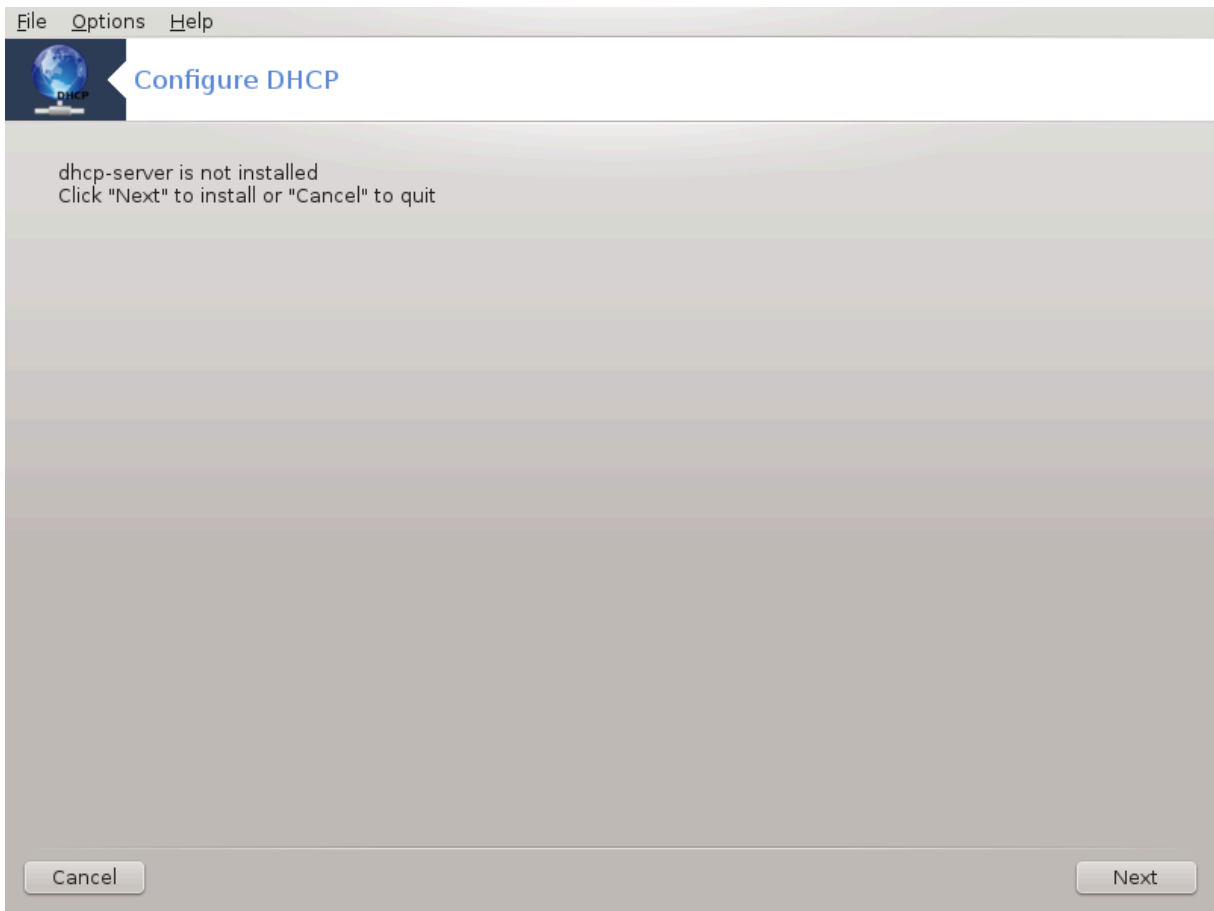 File Options Help
DHCP
Configure DHCP
dhcp-server is not installed
Click "Next" to install or "Cancel" to quit
Cancel Next